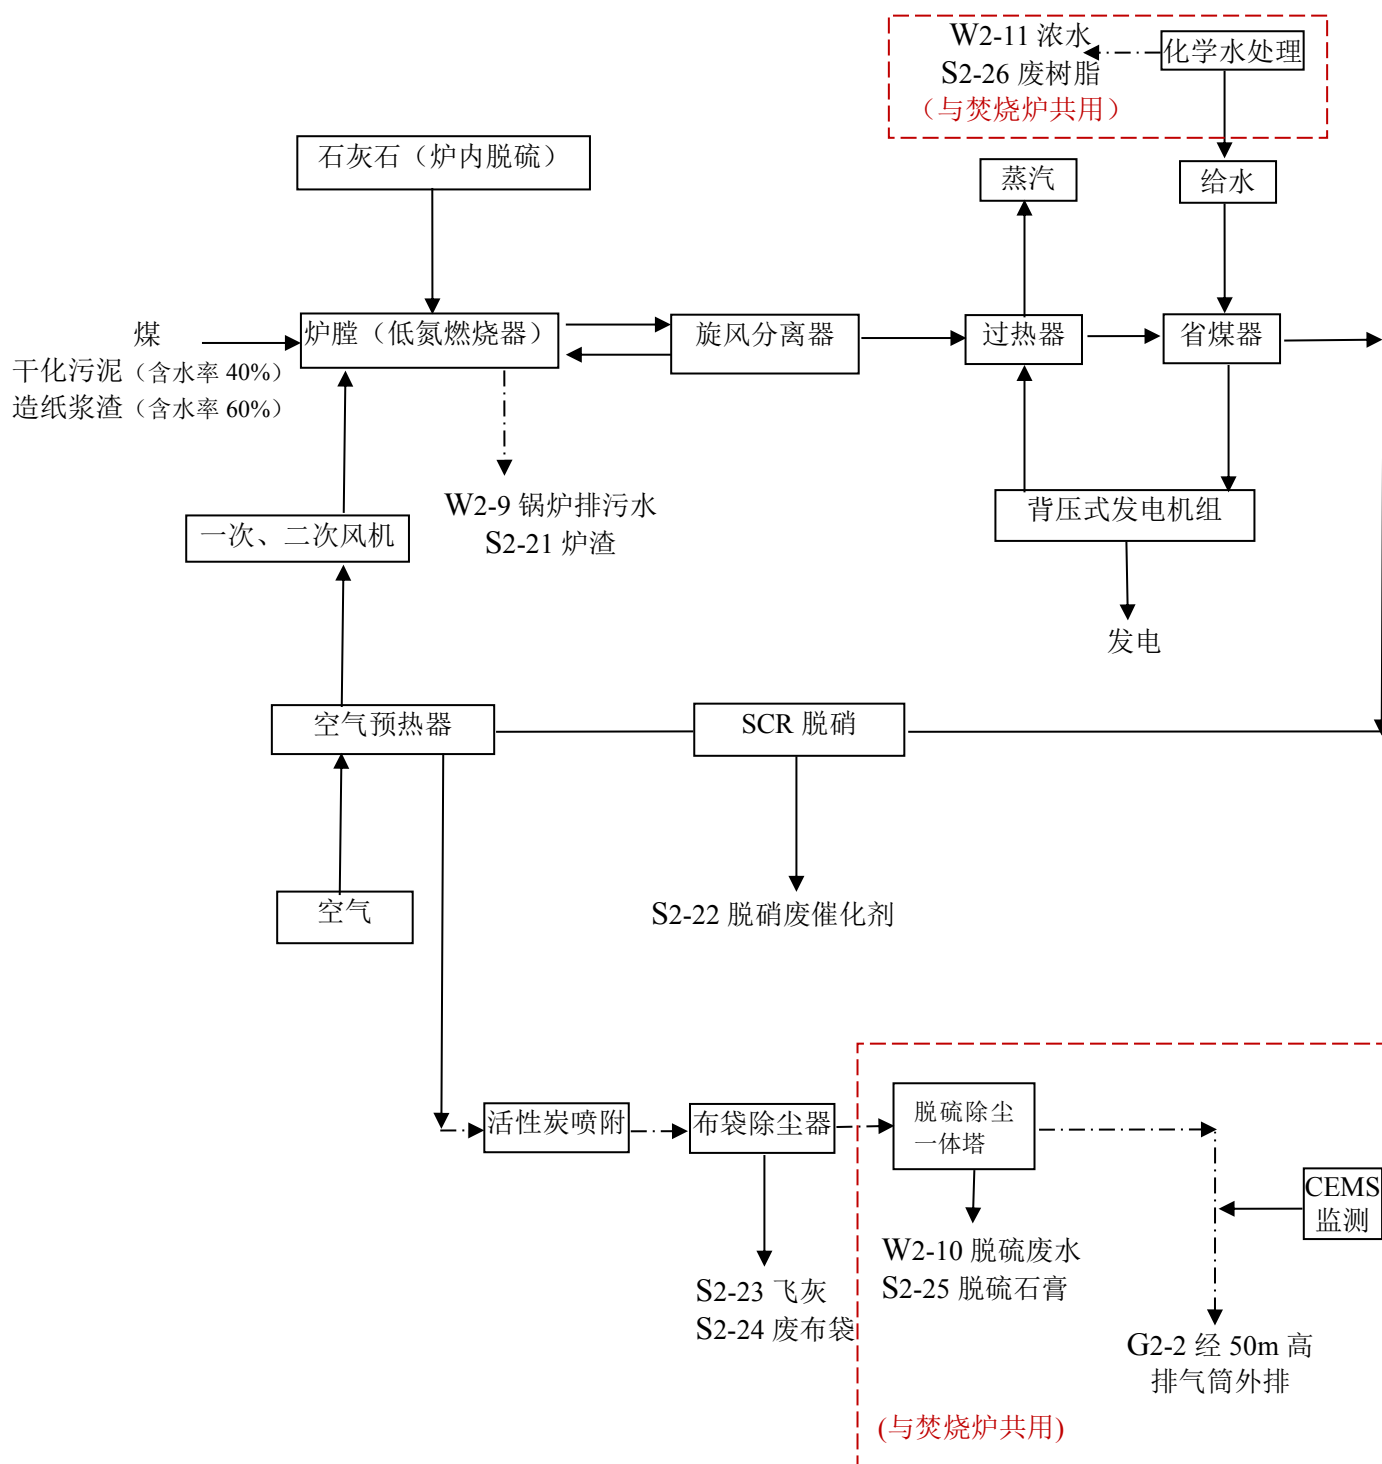 W2-11 浓水
S2-26 废树脂
（与焚烧炉共用）
化学水处理
石灰石（炉内脱硫）
蒸汽
给水
煤
干化污泥（含水率 40%）
造纸浆渣（含水率 60%）
炉膛（低氮燃烧器）
旋风分离器
过热器
省煤器
W2-9 锅炉排污水
S2-21 炉渣
一次、二次风机
背压式发电机组
发电
空气预热器
SCR 脱硝
空气
S2-22 脱硝废催化剂
活性炭喷附
布袋除尘器
脱硫除尘
一体塔
CEMS
监测
W2-10 脱硫废水
S2-25 脱硫石膏
S2-23 飞灰
S2-24 废布袋
G2-2 经 50m 高
排气筒外排
(与焚烧炉共用)